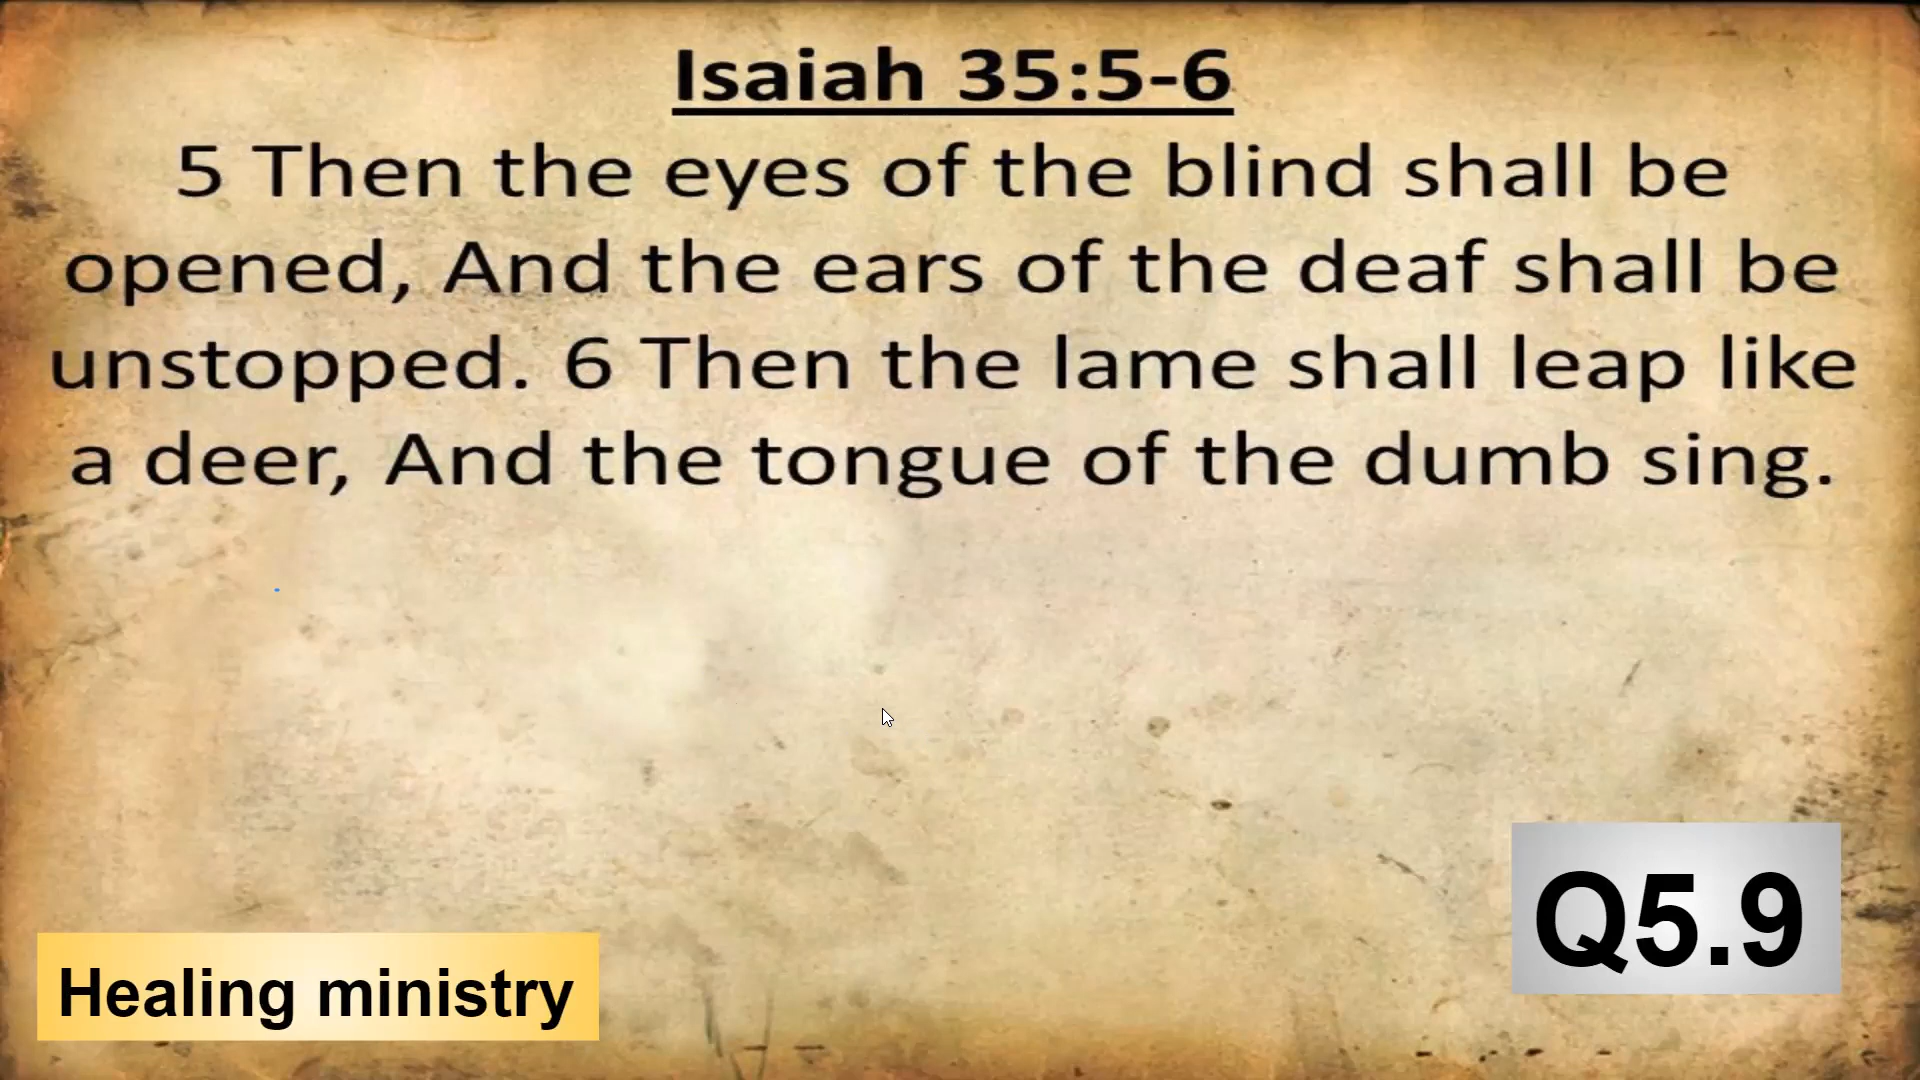 Isaiah 35:5-6
5 Then the eyes of the blind shall be
opened, And the ears of the deaf shall be
unstopped. 6 Then the lame shall leap like
a deer, And the tongue of the dumb sing.
Q5.9
Healing ministry